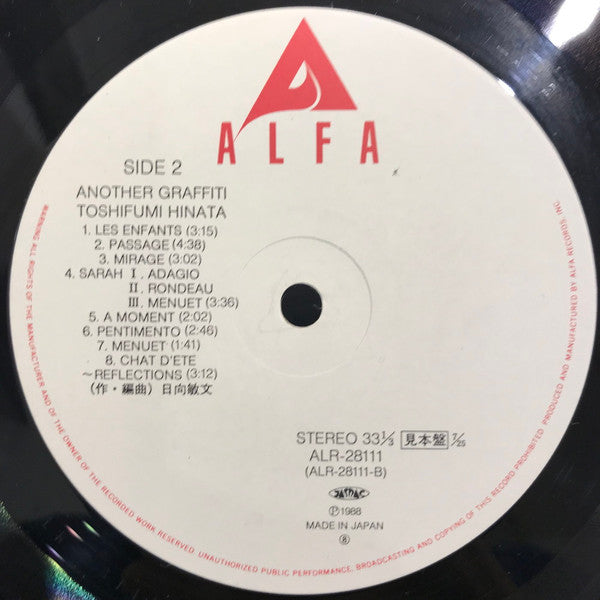 ALFA
SIDE 2
ANOTHER GRAFFITI
TOSHIFUMI HINATA
1. LES ENFANTS (3:15)
2. PASSAGE (4:38)
3. MIRAGE (3:02)
4. SARAH I. ADAGIO
II. RONDEAU
III. MENUET (3:36)
5. A MOMENT (2:02)
6. PENTIMENTO (2:46)
7. MENUET (1:41)
8. CHAT D'ETE
~REFLECTIONS (3:12)
(作・編曲) 日向敏文
STEREO 33⅓ 見本盤 7/25
ALR-28111
(ALR-28111-B)
JASRAC
Ⓟ1988
MADE IN JAPAN
⑧
WARNING: ALL RIGHTS OF THE MANUFACTURER AND OF THE OWNER OF THE RECORDED WORK RESERVED. UNAUTHORIZED PUBLIC PERFORMANCE, BROADCASTING AND COPYING OF THIS RECORD PROHIBITED. PRODUCED AND MANUFACTURED BY ALFA RECORDS, INC.